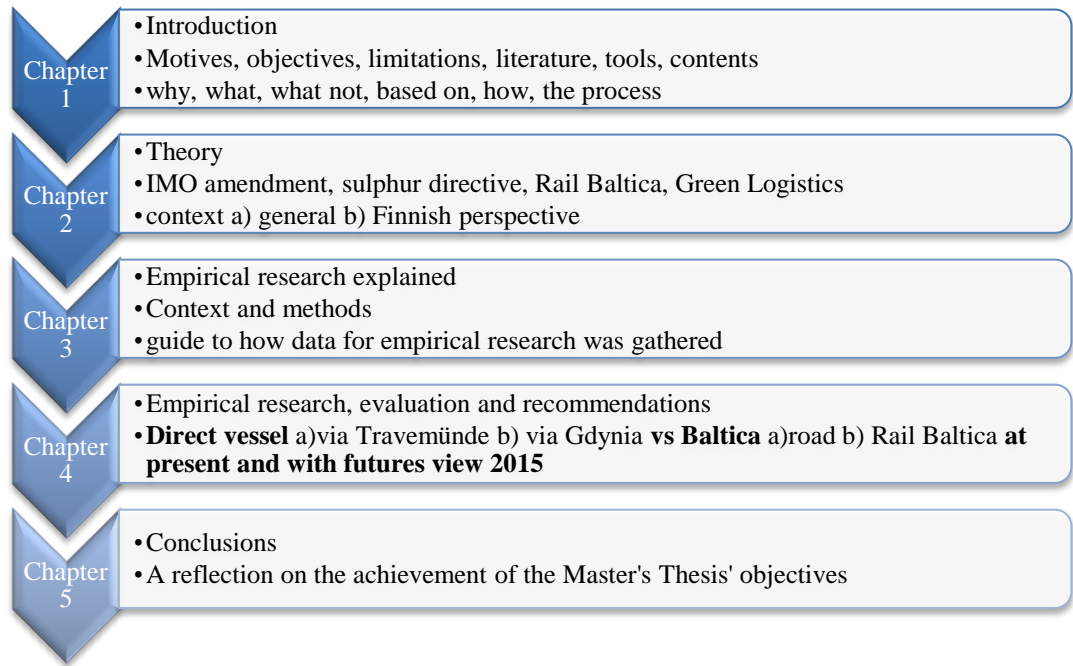 Chapter
1
•Introduction
•Motives, objectives, limitations, literature, tools, contents
•why, what, what not, based on, how, the process
Chapter
2
•Theory
•IMO amendment, sulphur directive, Rail Baltica, Green Logistics
•context a) general b) Finnish perspective
Chapter
3
•Empirical research explained
•Context and methods
•guide to how data for empirical research was gathered
Chapter
4
•Empirical research, evaluation and recommendations
•Direct vessel a)via Travemünde b) via Gdynia vs Baltica a)road b) Rail Baltica at
present and with futures view 2015
Chapter
5
•Conclusions
•A reflection on the achievement of the Master's Thesis' objectives